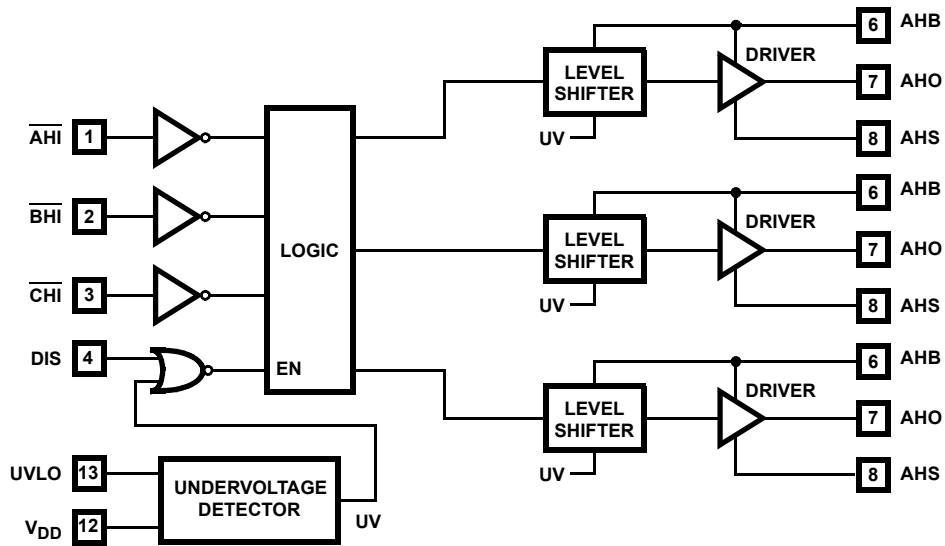 6 AHB
DRIVER
LEVEL
SHIFTER
7 AHO
UV
8 AHS
AHI 1
BHI 2
CHI 3
DIS 4
LOGIC
EN
6 AHB
DRIVER
LEVEL
SHIFTER
7 AHO
UV
8 AHS
6 AHB
DRIVER
LEVEL
SHIFTER
7 AHO
UV
8 AHS
UVLO 13
VDD 12
UNDERVOLTAGE
DETECTOR
UV